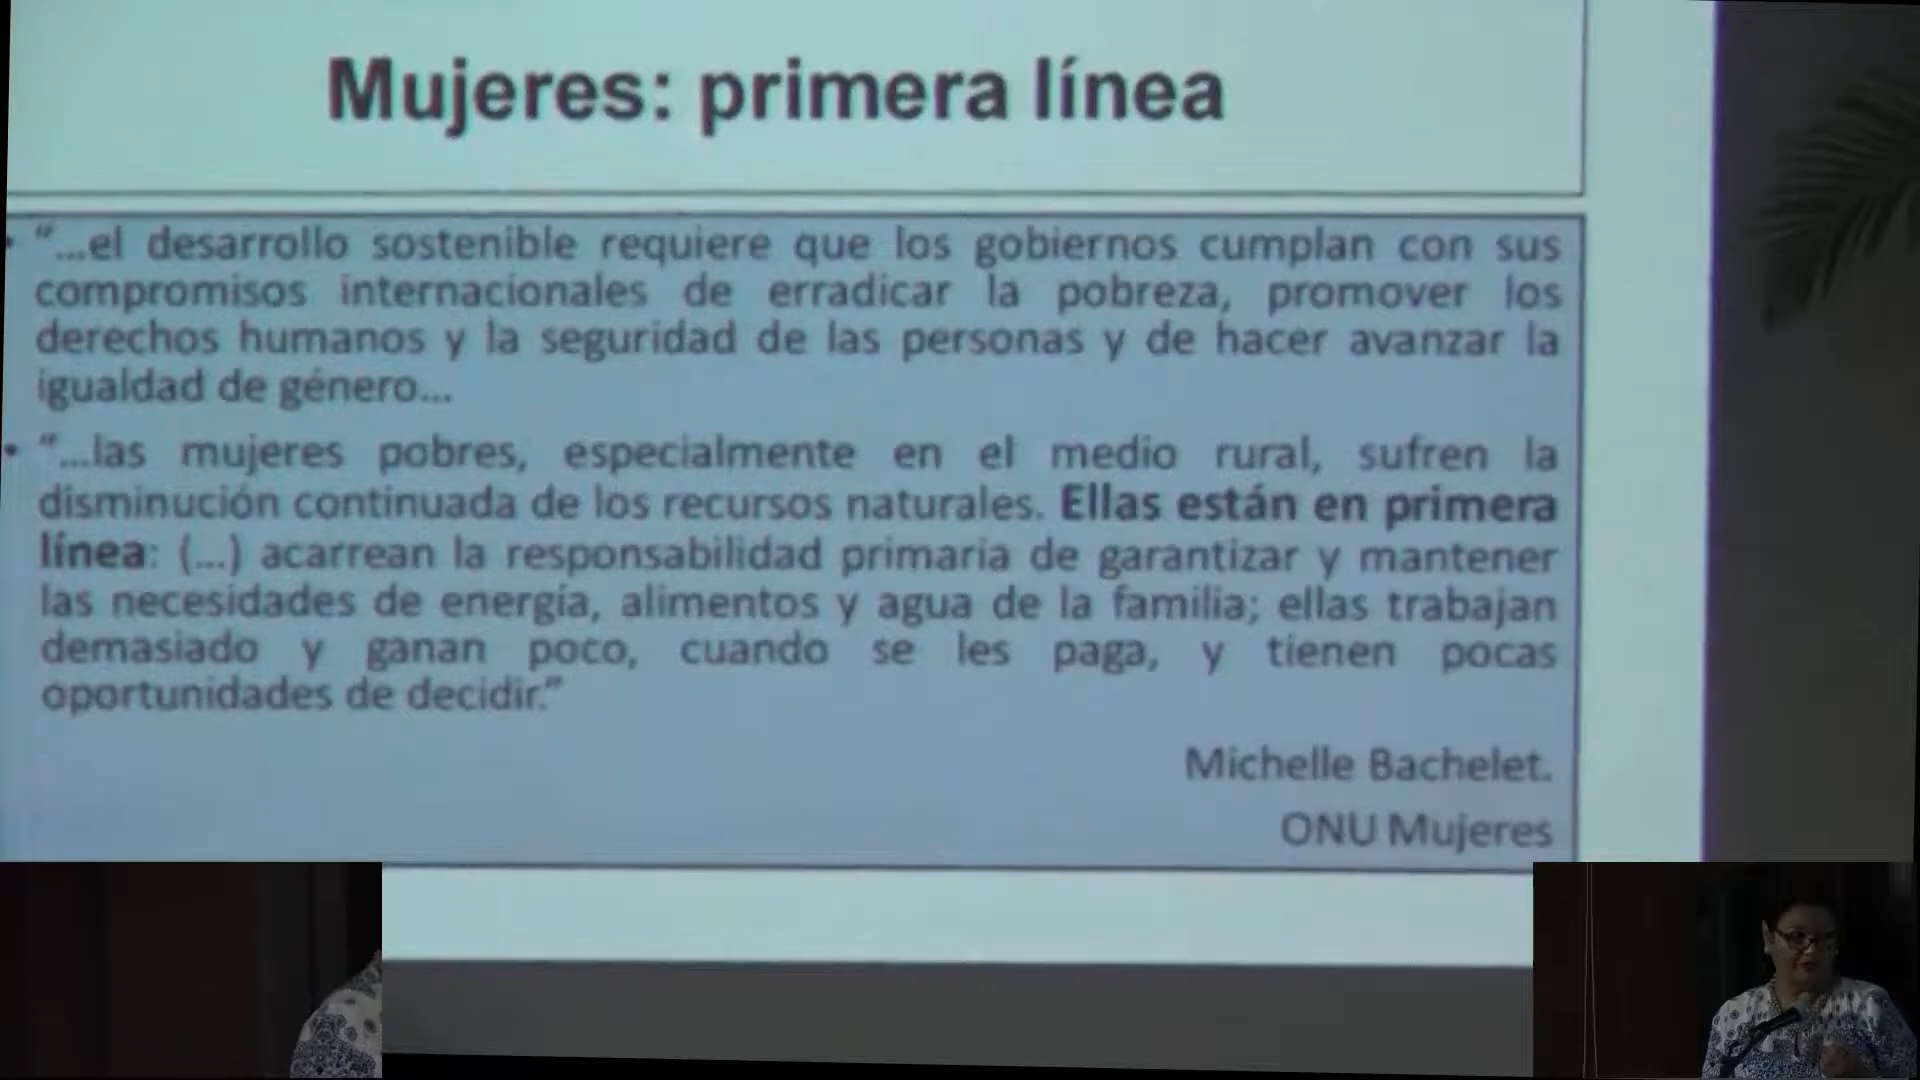 Mujeres: primera línea
• "...el desarrollo sostenible requiere que los gobiernos cumplan con sus
compromisos internacionales de erradicar la pobreza, promover los
derechos humanos y la seguridad de las personas y de hacer avanzar la
igualdad de género...
• "...las mujeres pobres, especialmente en el medio rural, sufren la
disminución continuada de los recursos naturales. Ellas están en primera
línea: (...) acarrean la responsabilidad primaria de garantizar y mantener
las necesidades de energía, alimentos y agua de la familia; ellas trabajan
demasiado y ganan poco, cuando se les paga, y tienen pocas
oportunidades de decidir."
Michelle Bachelet.
ONU Mujeres